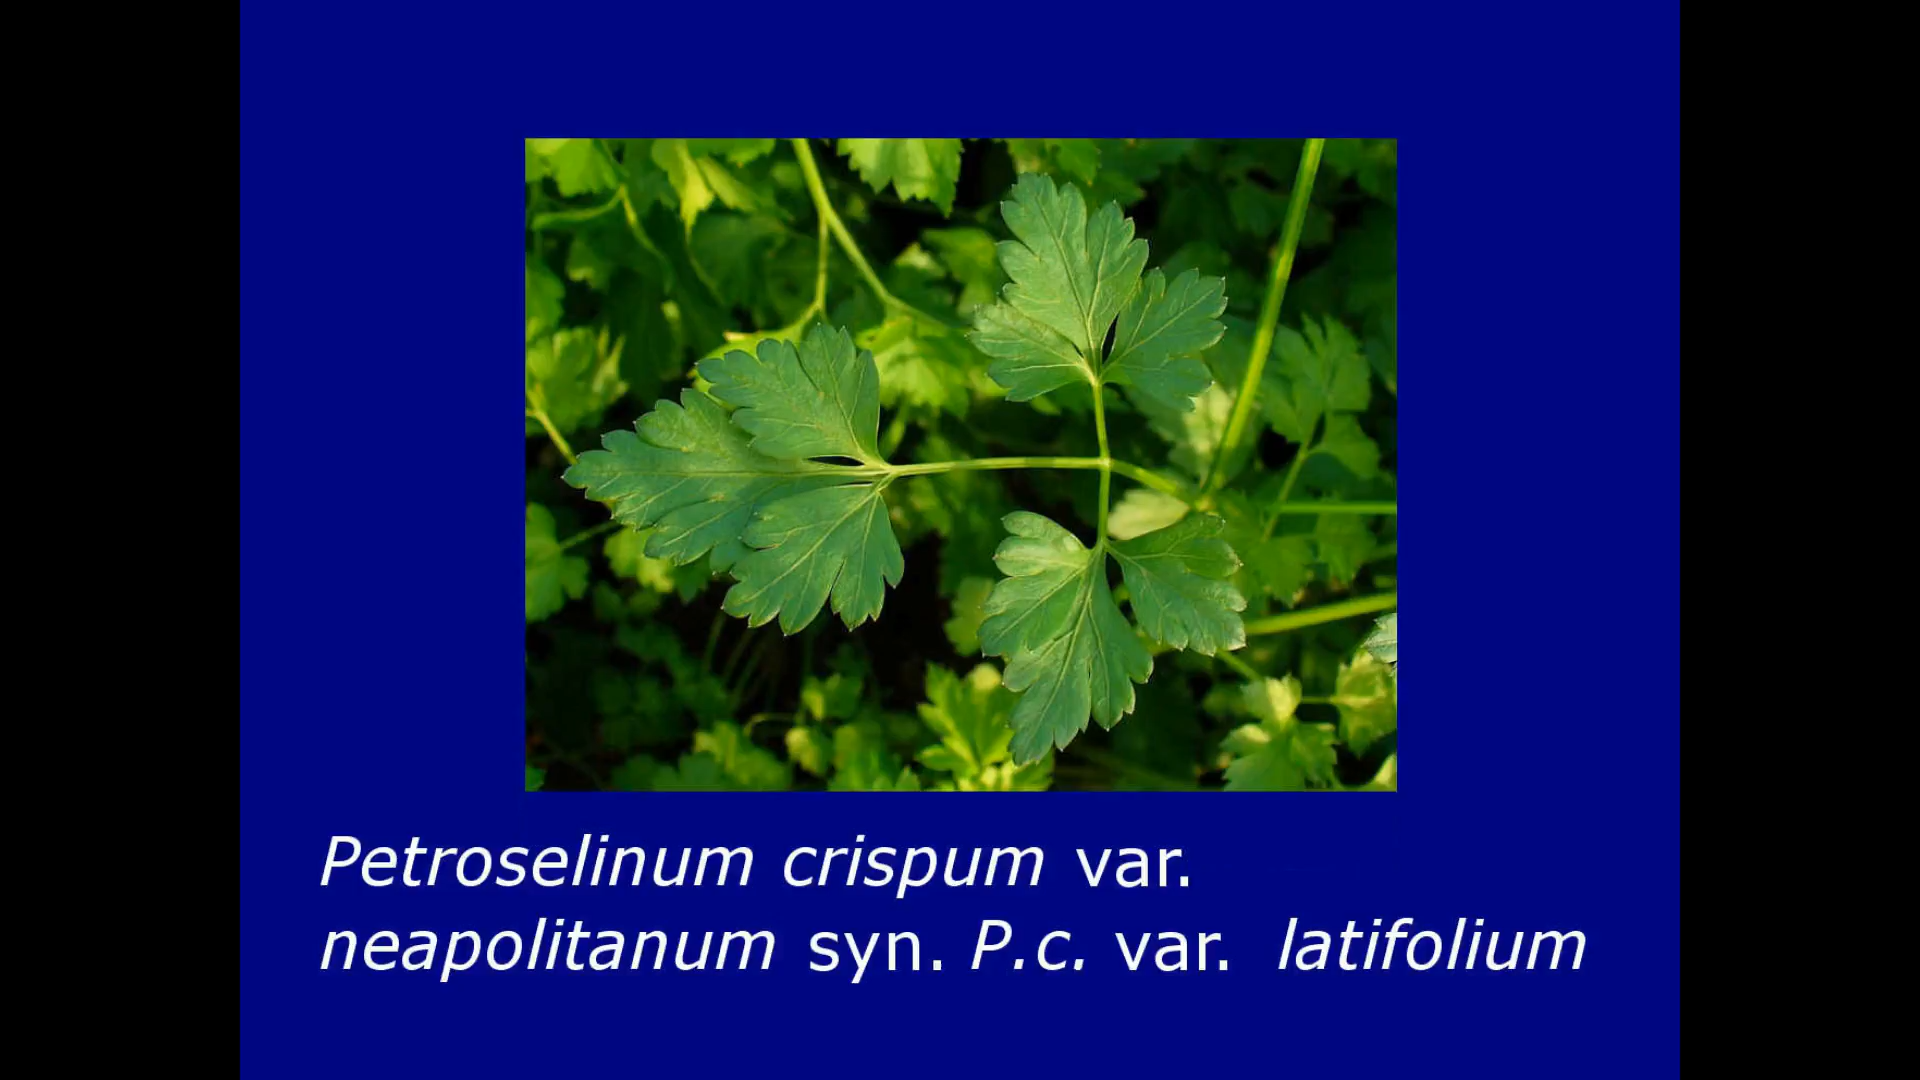 Petroselinum crispum var.
neapolitanum syn. P.c. var. latifolium